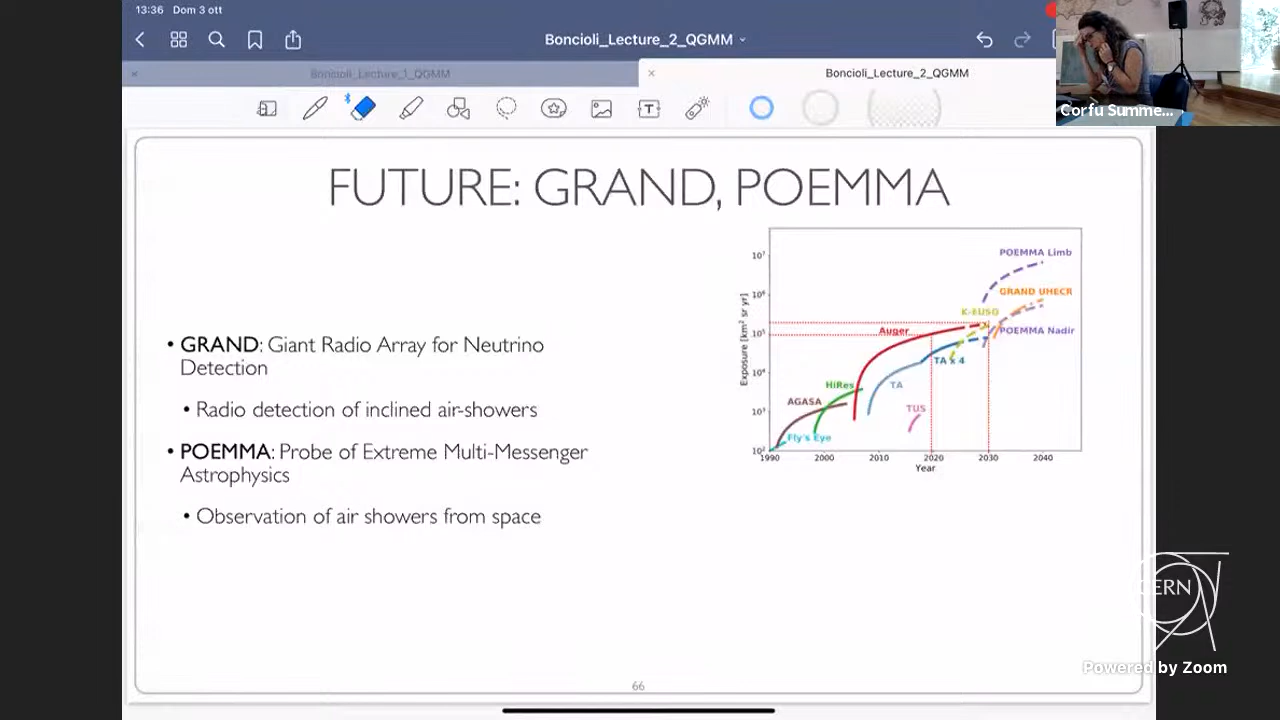 13:36 Dom 3 ott
Boncioli_Lecture_2_QGMM
Boncioli_Lecture_1_QGMM
Boncioli_Lecture_2_QGMM
Corfu Summe...
FUTURE: GRAND, POEMMA
• GRAND: Giant Radio Array for Neutrino
Detection
• Radio detection of inclined air-showers
• POEMMA: Probe of Extreme Multi-Messenger
Astrophysics
• Observation of air showers from space
Exposure [km² sr yr]
10⁷
10⁶
10⁵
10⁴
10³
10²
POEMMA Limb
GRAND UHECR
K-EUSO
Auger
POEMMA Nadir
TA x 4
HiRes
TA
AGASA
TUS
Fly's Eye
1990 2000 2010 2020 2030 2040
Year
66
CERN
Powered by Zoom